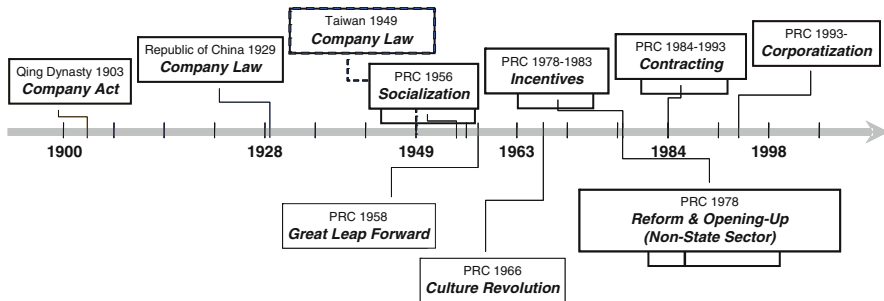 Qing Dynasty 1903
Company Act
Republic of China 1929
Company Law
Taiwan 1949
Company Law
PRC 1956
Socialization
PRC 1978-1983
Incentives
PRC 1984-1993
Contracting
PRC 1993-
Corporatization
1900
1928
1949
1963
1984
1998
PRC 1958
Great Leap Forward
PRC 1966
Culture Revolution
PRC 1978
Reform & Opening-Up
(Non-State Sector)